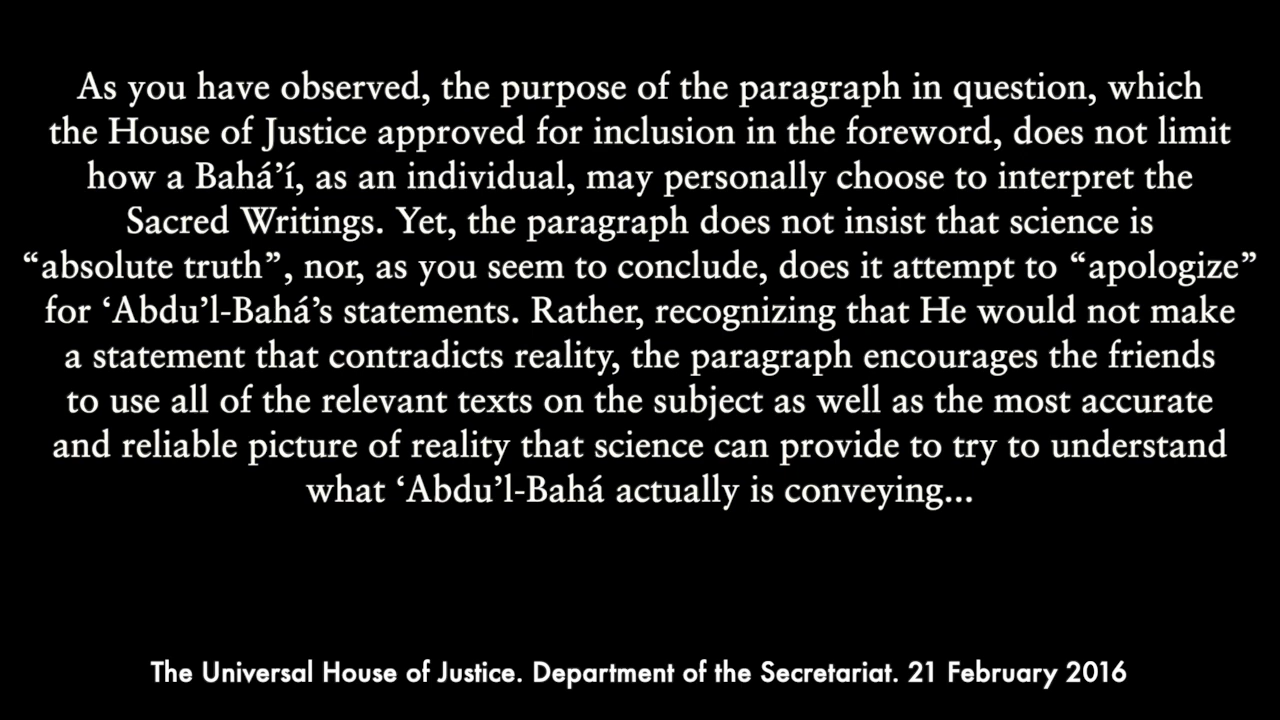 As you have observed, the purpose of the paragraph in question, which
the House of Justice approved for inclusion in the foreword, does not limit
how a Bahá’í, as an individual, may personally choose to interpret the
Sacred Writings. Yet, the paragraph does not insist that science is
“absolute truth”, nor, as you seem to conclude, does it attempt to “apologize”
for ‘Abdu’l-Bahá’s statements. Rather, recognizing that He would not make
a statement that contradicts reality, the paragraph encourages the friends
to use all of the relevant texts on the subject as well as the most accurate
and reliable picture of reality that science can provide to try to understand
what ‘Abdu’l-Bahá actually is conveying...
The Universal House of Justice. Department of the Secretariat. 21 February 2016